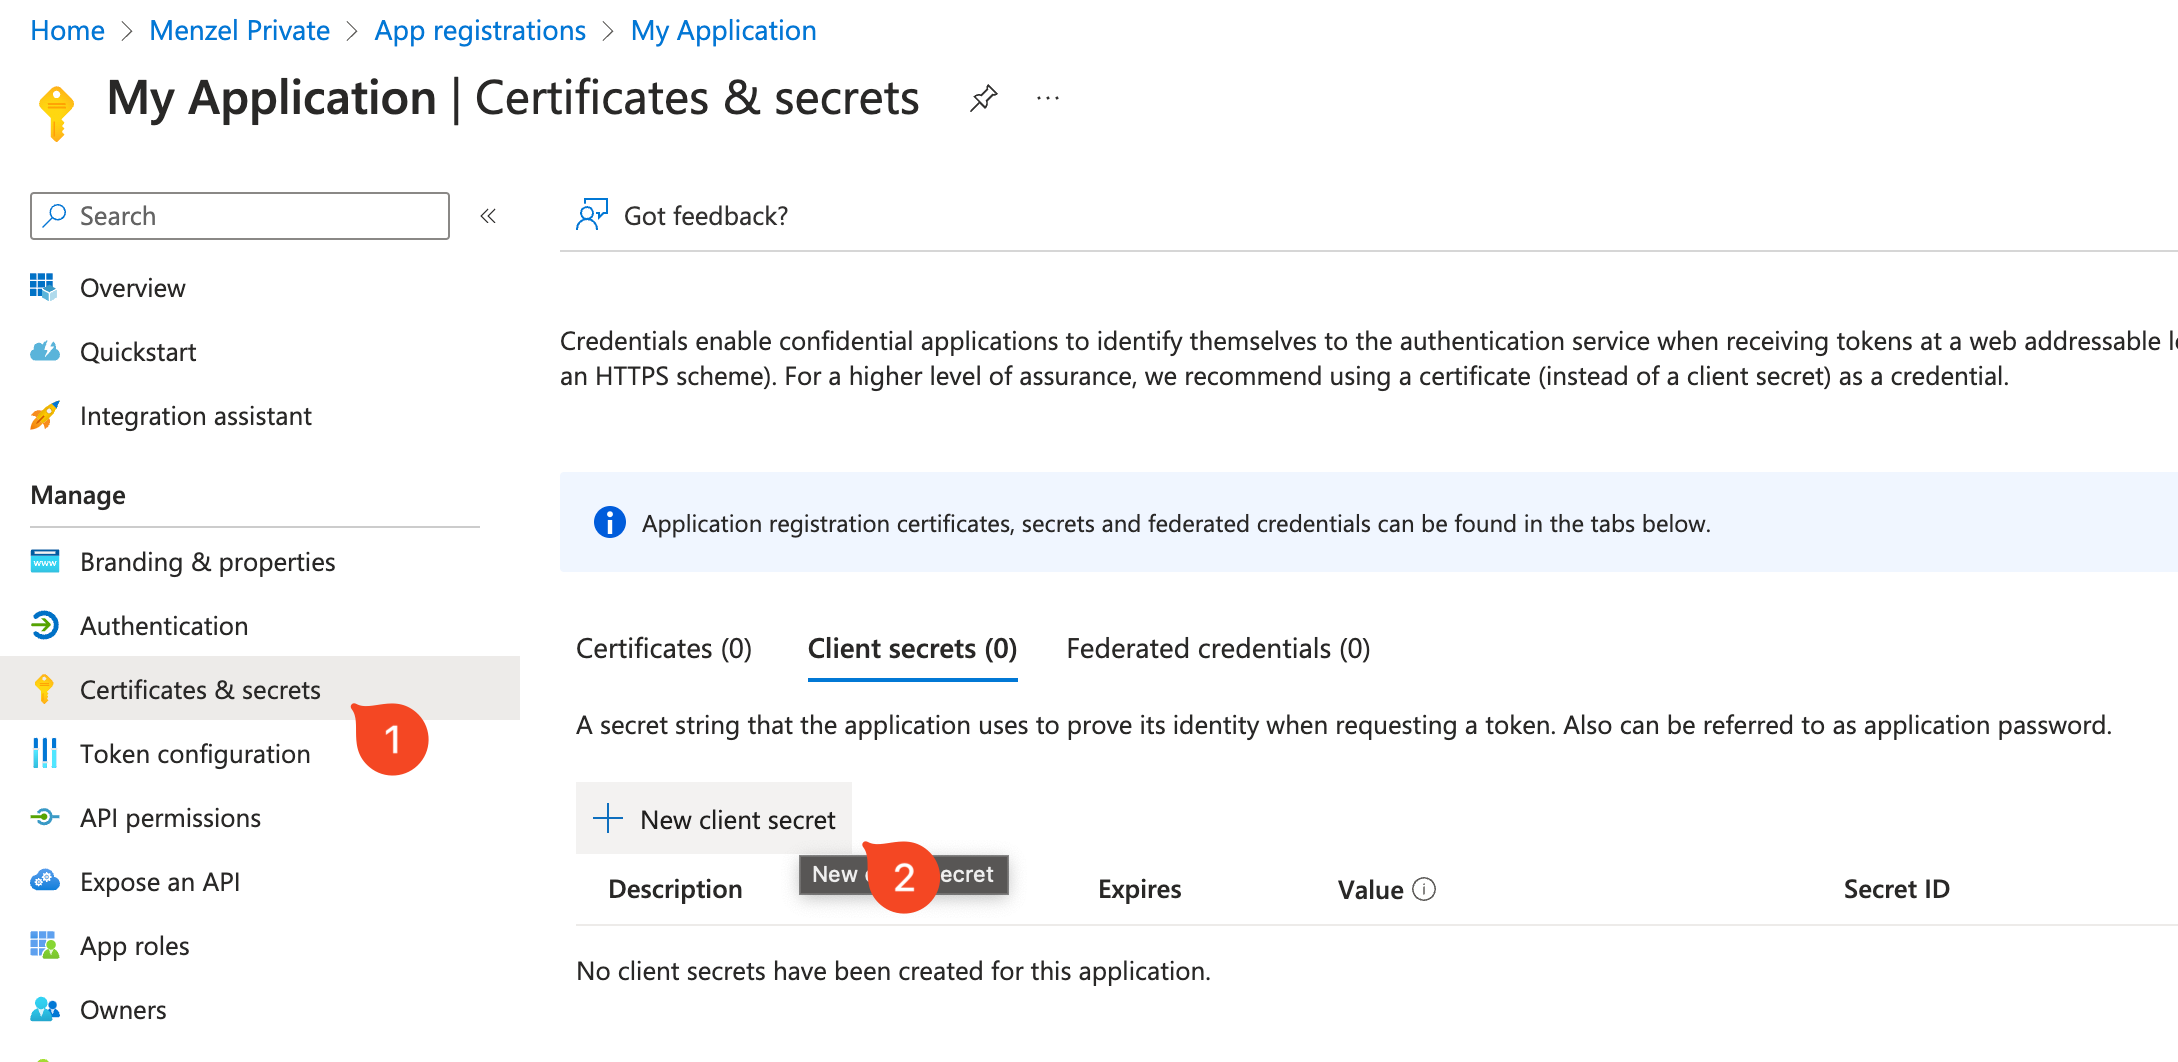 Home > Menzel Private > App registrations > My Application
My Application | Certificates & secrets
Search
Got feedback?
Overview
Quickstart
Integration assistant
Manage
Branding & properties
Authentication
Certificates & secrets
Token configuration
API permissions
Expose an API
App roles
Owners
1
Credentials enable confidential applications to identify themselves to the authentication service when receiving tokens at a web addressable
an HTTPS scheme). For a higher level of assurance, we recommend using a certificate (instead of a client secret) as a credential.
Application registration certificates, secrets and federated credentials can be found in the tabs below.
Certificates (0) Client secrets (0) Federated credentials (0)
A secret string that the application uses to prove its identity when requesting a token. Also can be referred to as application password.
New client secret
New
2
Description Expires Value Secret ID
No client secrets have been created for this application.